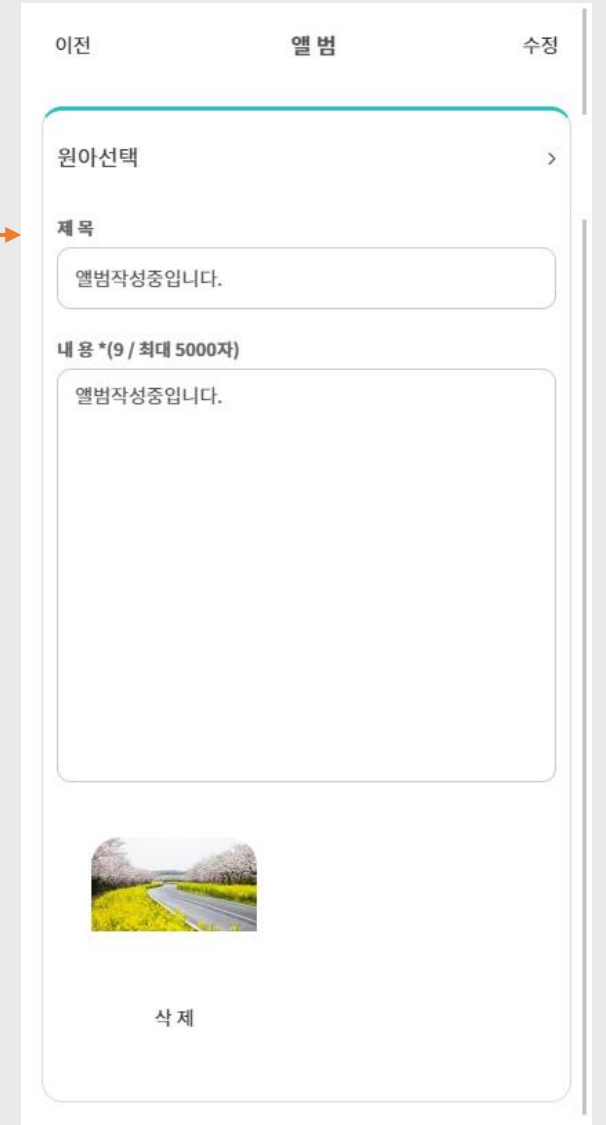 이전 앨 범 수정
원아선택 >
제 목
앨범작성중입니다.
내 용 *(9 / 최대 5000자)
앨범작성중입니다.
삭 제